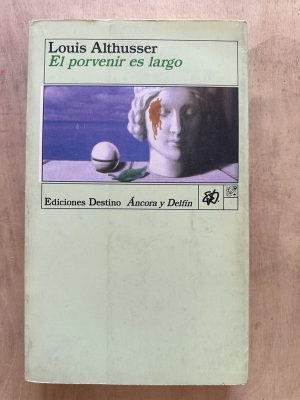 Louis Althusser
El porvenir es largo
Ediciones Destino Áncora y Delfín